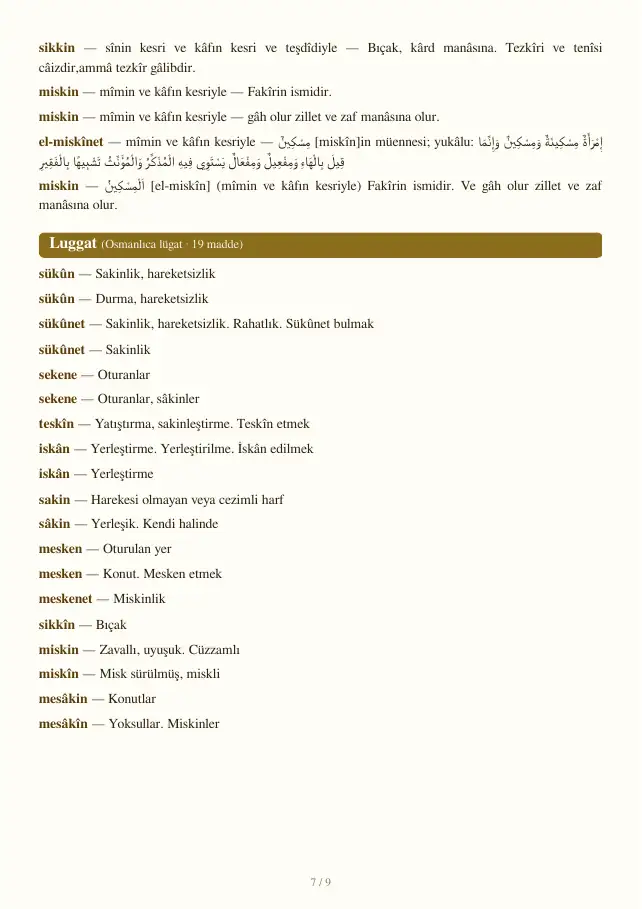 sikkin — sînin kesri ve kâfın kesri ve teşdîdiyle — Bıçak, kârd manâsına. Tezkîri ve tenîsi
câizdir,ammâ tezkîr gâlibdir.
miskin — mîmin ve kâfın kesriyle — Fakîrin ismidir.
miskin — mîmin ve kâfın kesriyle — gâh olur zillet ve zaf manâsına olur.
el-miskînet — mîmin ve kâfın kesriyle — مِسْكِينٌ [miskîn]in müennesi; yukâlu: إِمْرَأَةٌ مِسْكِينَةٌ وَمِسْكِينٌ وَإِنَّمَا
قِيلَ بِالْهَاءِ وَمِفْعِيلٌ وَمِفْعَالٌ يَسْتَوِي فِيهِ الْمُذَكَّرُ وَالْمُؤَنَّثُ تَشْبِيهًا بِالْفَقِيرِ
miskin — اَلْمِسْكِينُ [el-miskîn] (mîmin ve kâfın kesriyle) Fakîrin ismidir. Ve gâh olur zillet ve zaf
manâsına olur.
Luggat (Osmanlıca lügat · 19 madde)
sükûn — Sakinlik, hareketsizlik
sükûn — Durma, hareketsizlik
sükûnet — Sakinlik, hareketsizlik. Rahatlık. Sükûnet bulmak
sükûnet — Sakinlik
sekene — Oturanlar
sekene — Oturanlar, sâkinler
teskîn — Yatıştırma, sakinleştirme. Teskîn etmek
iskân — Yerleştirme. Yerleştirilme. İskân edilmek
iskân — Yerleştirme
sakin — Harekesi olmayan veya cezimli harf
sâkin — Yerleşik. Kendi halinde
mesken — Oturulan yer
mesken — Konut. Mesken etmek
meskenet — Miskinlik
sikkîn — Bıçak
miskin — Zavallı, uyuşuk. Cüzzamlı
miskîn — Misk sürülmüş, miskli
mesâkin — Konutlar
mesâkîn — Yoksullar. Miskinler
7 / 9